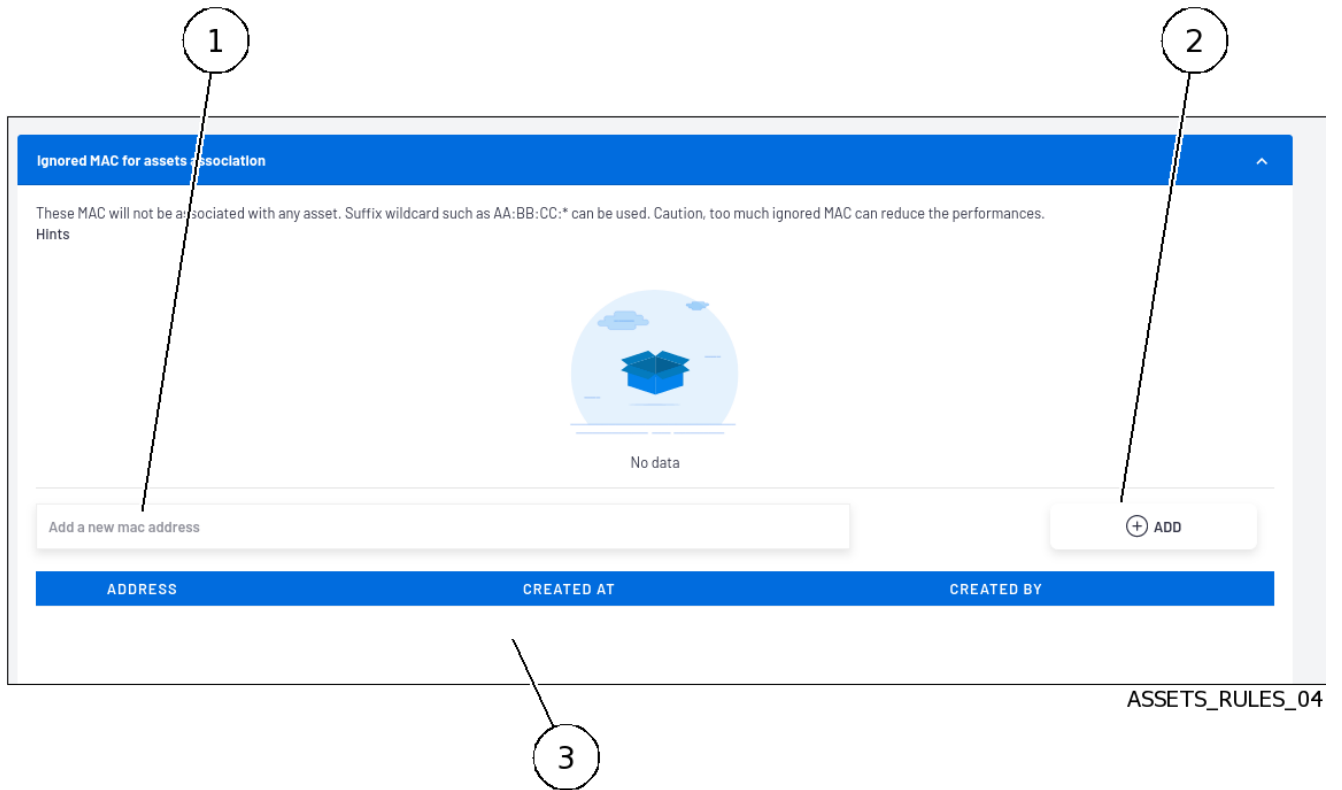 1
2
Ignored MAC for assets association
These MAC will not be associated with any asset. Suffix wildcard such as AA:BB:CC:* can be used. Caution, too much ignored MAC can reduce the performances.
Hints
No data
Add a new mac address
ADD
ADDRESS CREATED AT CREATED BY
ASSETS_RULES_04
3